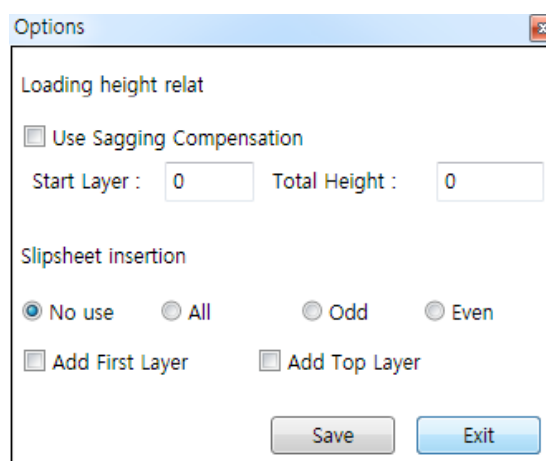 Options
Loading height relat
Use Sagging Compensation
Start Layer : 0 Total Height : 0
Slipsheet insertion
No use All Odd Even
Add First Layer Add Top Layer
Save Exit